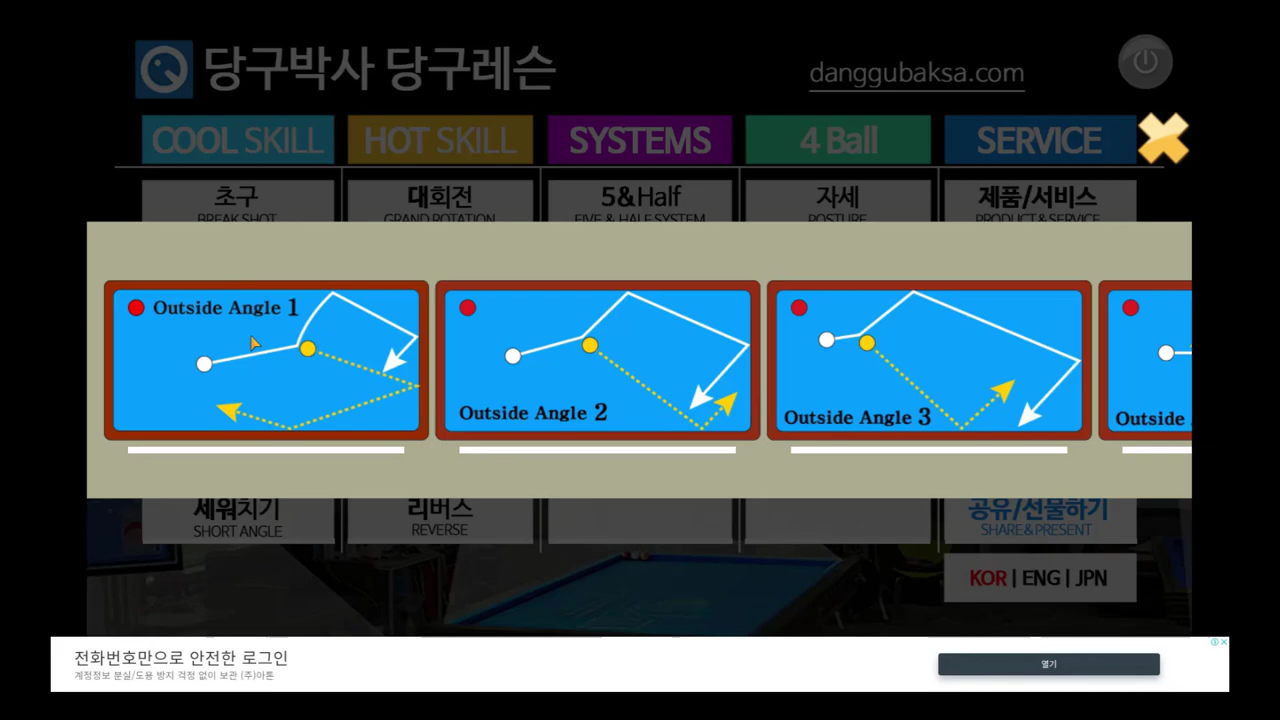 당구박사 당구레슨
danggubaksa.com
COOL SKILL
HOT SKILL
SYSTEMS
4 Ball
SERVICE
초구
BREAK SHOT
대회전
GRAND ROTATION
5&Half
FIVE & HALF SYSTEM
자세
POSTURE
제품/서비스
PRODUCT & SERVICE
Outside Angle 1
Outside Angle 2
Outside Angle 3
Outside Angle
세워치기
SHORT ANGLE
리버스
REVERSE
공유/선물하기
SHARE & PRESENT
KOR | ENG | JPN
전화번호만으로 안전한 로그인
계정정보 분실/도용 방지 걱정 없이 보관 (주)아톤
열기